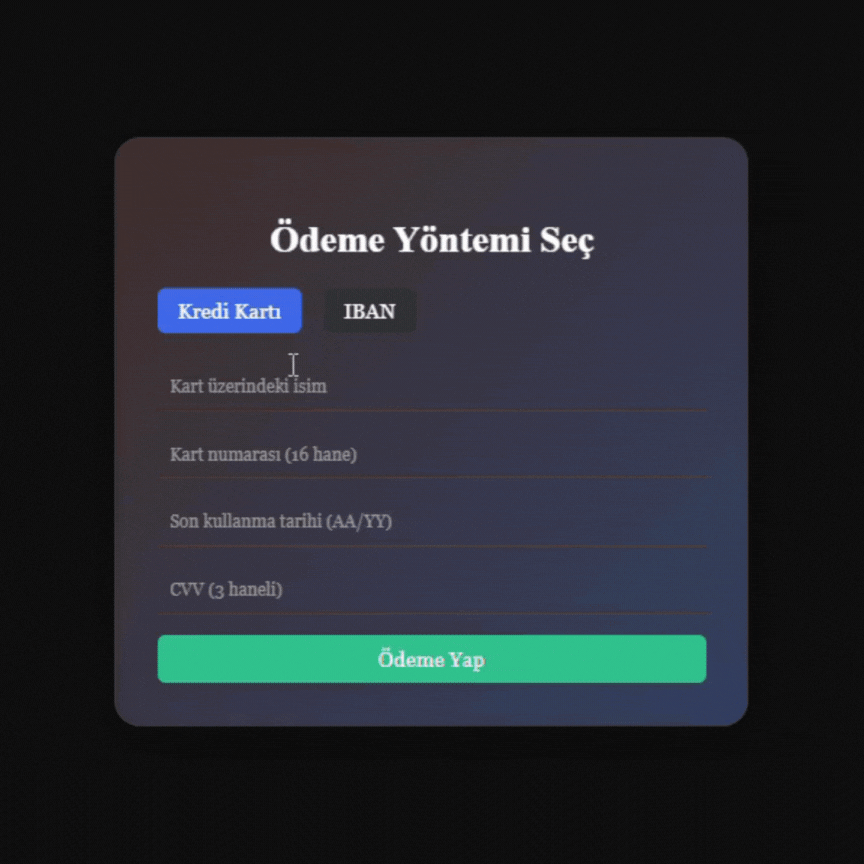 Ödeme Yöntemi Seç
Kredi Kartı IBAN
Kart üzerindeki isim
Kart numarası (16 hane)
Son kullanma tarihi (AA/YY)
CVV (3 haneli)
Ödeme Yap